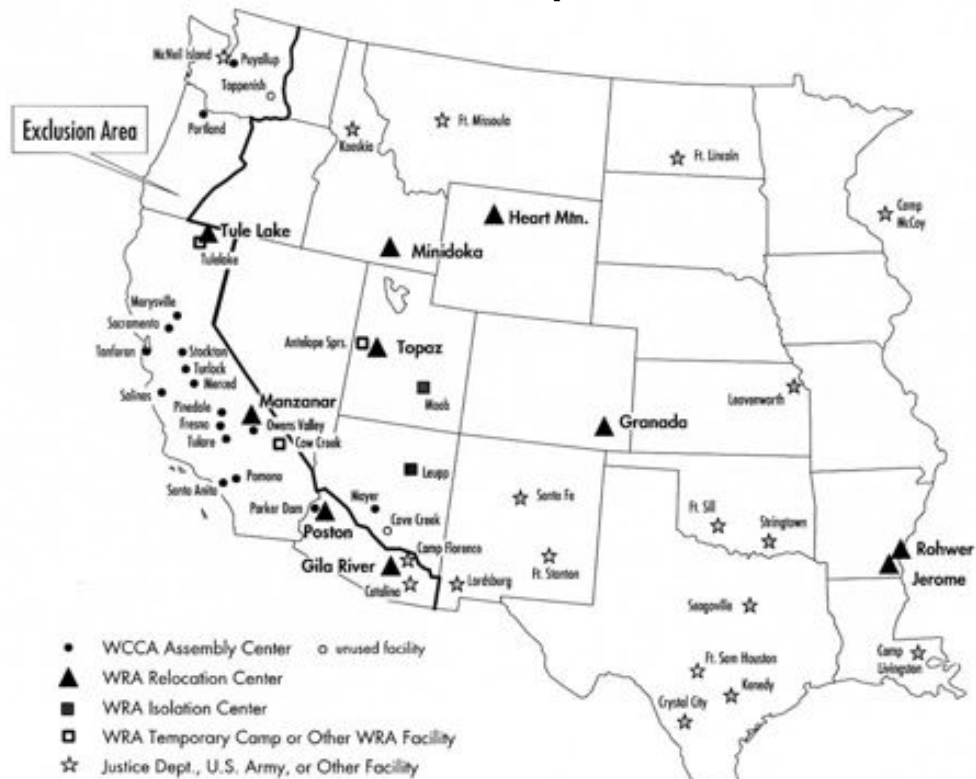 McNeil Island
Puyallup
Toppenish
Portland
Exclusion Area
Kooskia
Ft. Missoula
Ft. Lincoln
Camp
McCoy
Heart Mtn.
Tule Lake
Tulelake
Minidoka
Marysville
Sacramento
Tanforan
Stockton
Turlock
Merced
Salinas
Pinedale
Fresno
Tulare
Manzanar
Owens Valley
Cow Creek
Antelope Sprs.
Topaz
Moab
Granada
Leavenworth
Santa Anita
Pomona
Leupp
Parker Dam
Mayer
Poston
Cave Creek
Camp Florence
Gila River
Catalina
Lordsburg
Santa Fe
Ft. Stanton
Ft. Sill
Stringtown
Rohwer
Jerome
Seagoville
Ft. Sam Houston
Kenedy
Crystal City
Camp
Livingston
WCCA Assembly Center
unused facility
WRA Relocation Center
WRA Isolation Center
WRA Temporary Camp or Other WRA Facility
Justice Dept., U.S. Army, or Other Facility